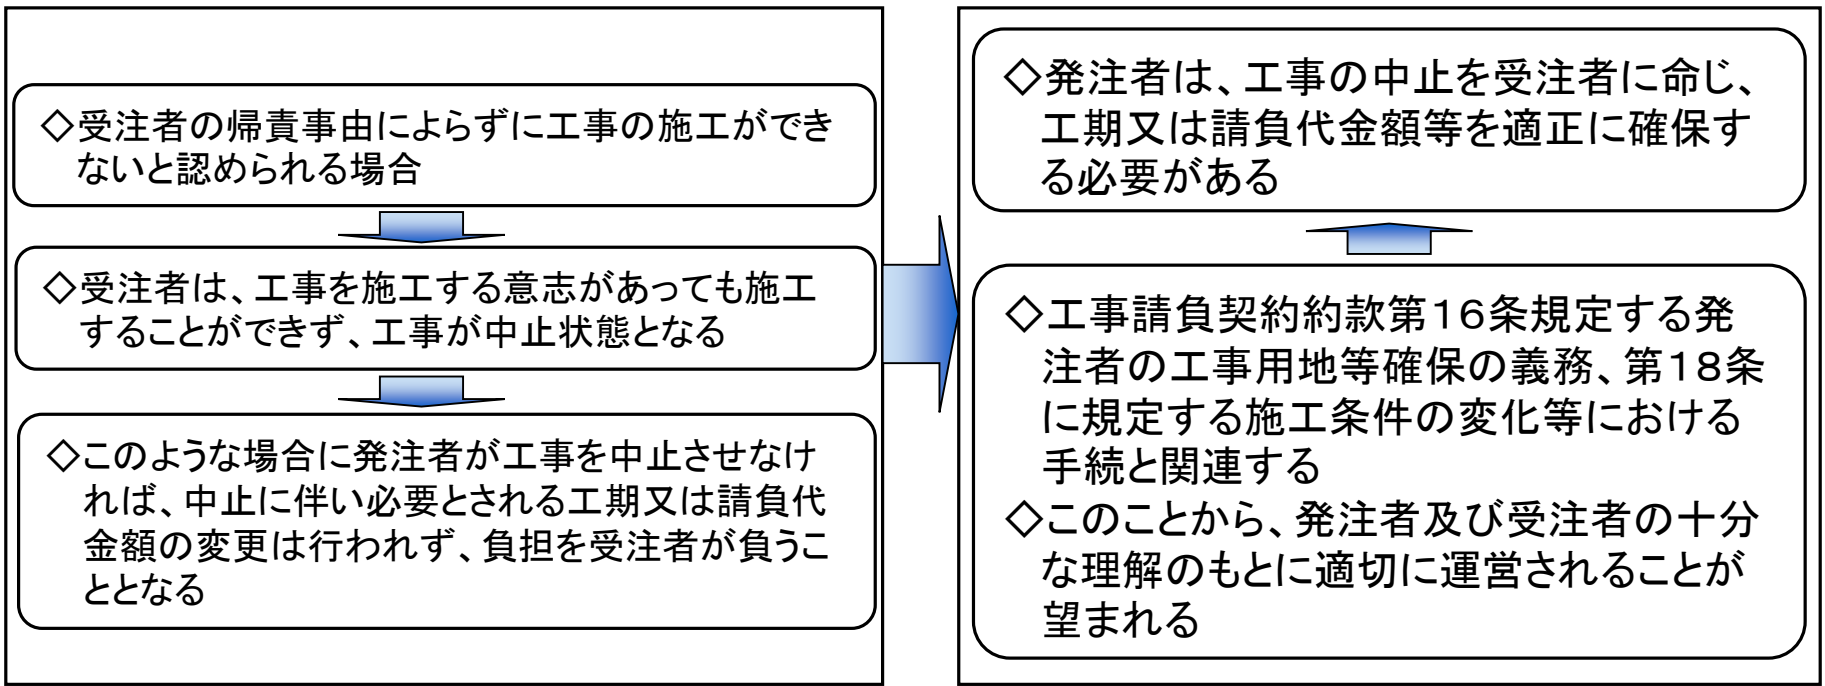 ◇受注者の帰責事由によらずに工事の施工ができ
ないと認められる場合
◇受注者は、工事を施工する意志があっても施工
することができず、工事が中止状態となる
◇このような場合に発注者が工事を中止させなけ
れば、中止に伴い必要とされる工期又は請負代
金額の変更は行われず、負担を受注者が負うこ
ととなる
◇発注者は、工事の中止を受注者に命じ、
工期又は請負代金額等を適正に確保す
る必要がある
◇工事請負契約約款第16条規定する発
注者の工事用地等確保の義務、第18条
に規定する施工条件の変化等における
手続と関連する
◇このことから、発注者及び受注者の十分
な理解のもとに適切に運営されることが
望まれる